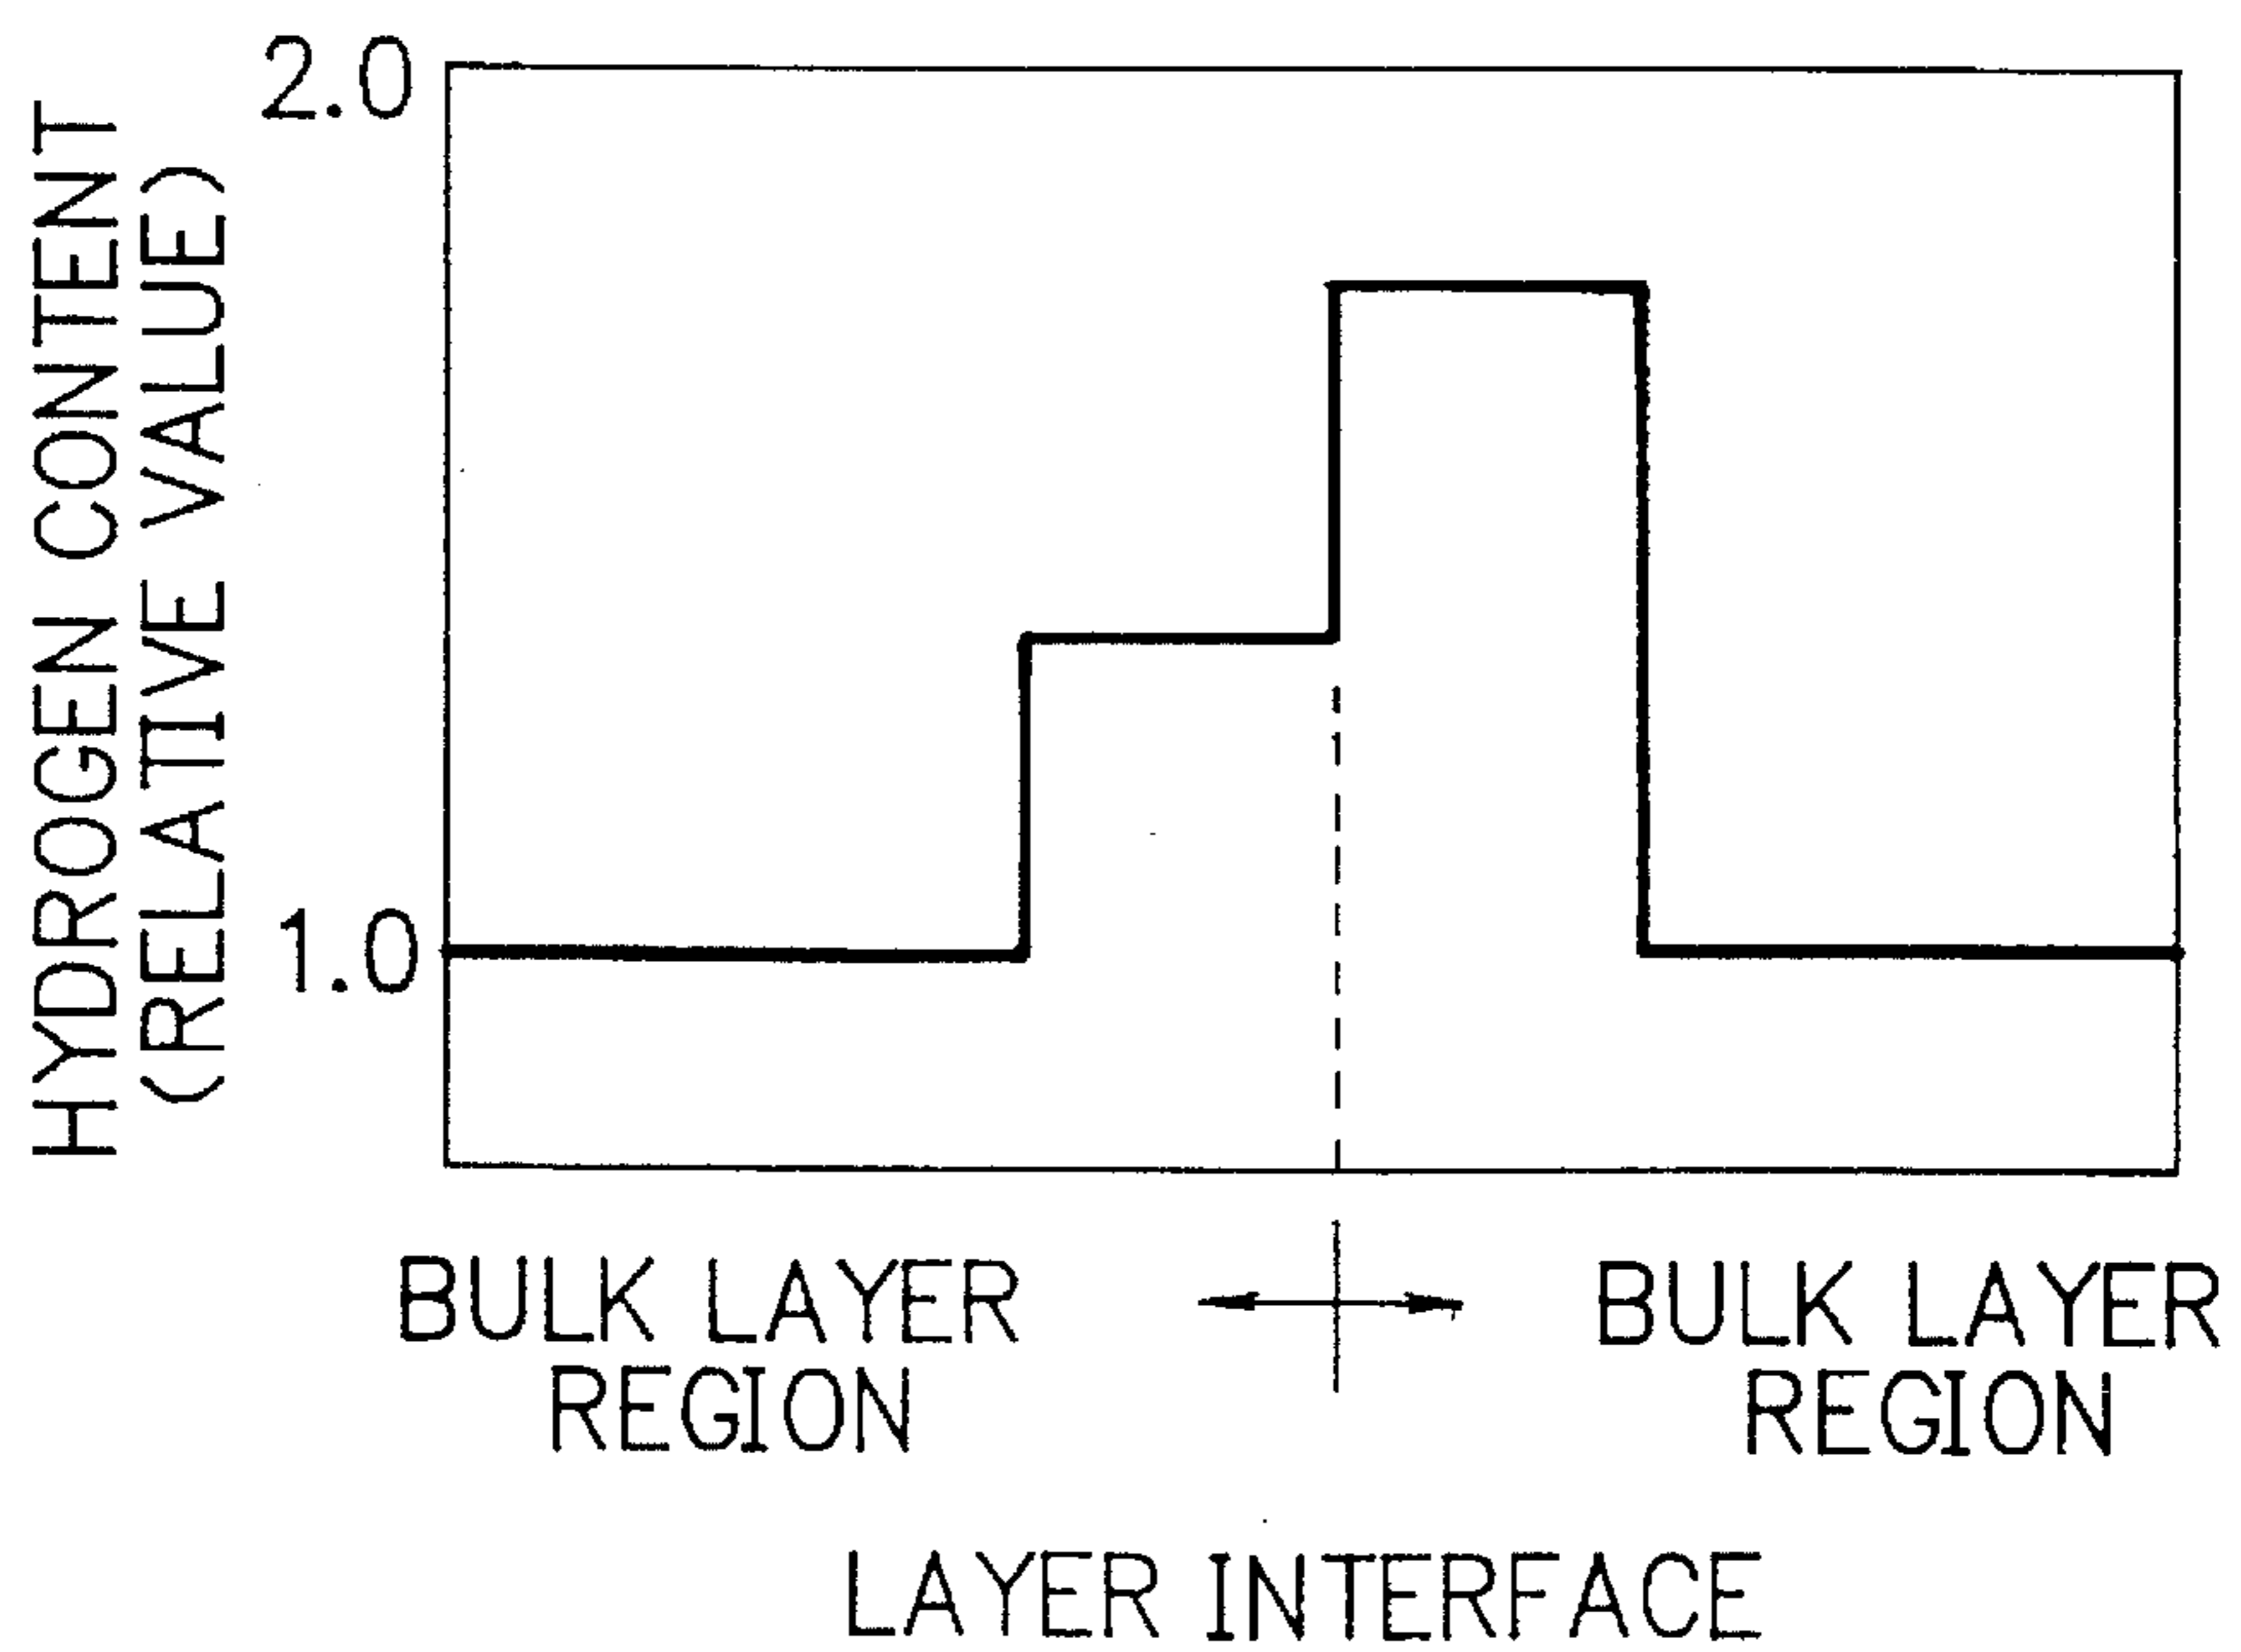 HYDROGEN CONTENT
(RELATIVE VALUE)
2.0
1.0
BULK LAYER
REGION
BULK LAYER
REGION
LAYER INTERFACE